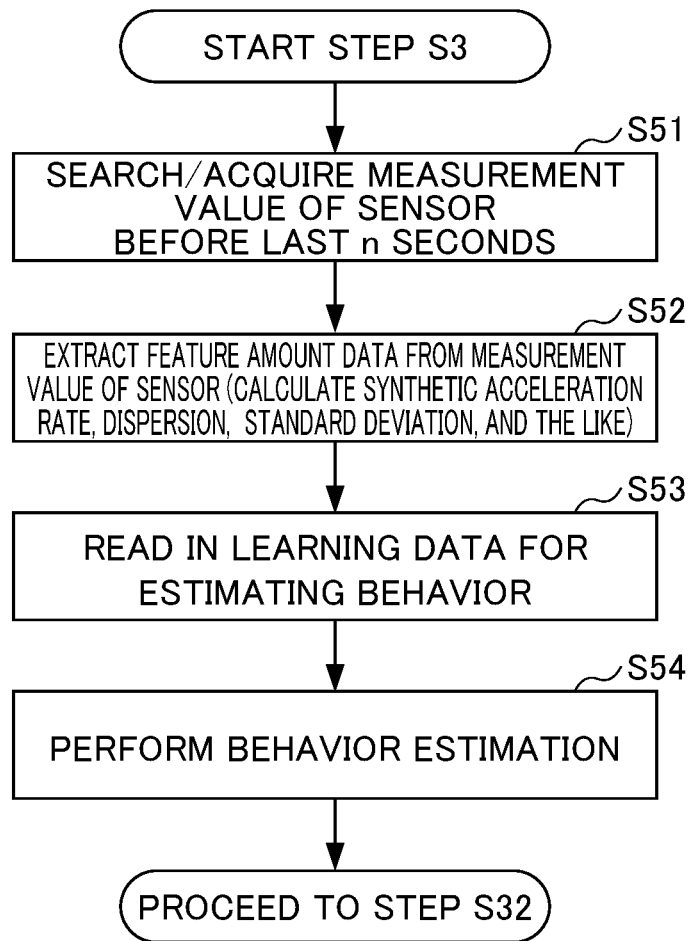 START STEP S3
S51
SEARCH/ACQUIRE MEASUREMENT
VALUE OF SENSOR
BEFORE LAST n SECONDS
S52
EXTRACT FEATURE AMOUNT DATA FROM MEASUREMENT
VALUE OF SENSOR (CALCULATE SYNTHETIC ACCELERATION
RATE, DISPERSION, STANDARD DEVIATION, AND THE LIKE)
S53
READ IN LEARNING DATA FOR
ESTIMATING BEHAVIOR
S54
PERFORM BEHAVIOR ESTIMATION
PROCEED TO STEP S32